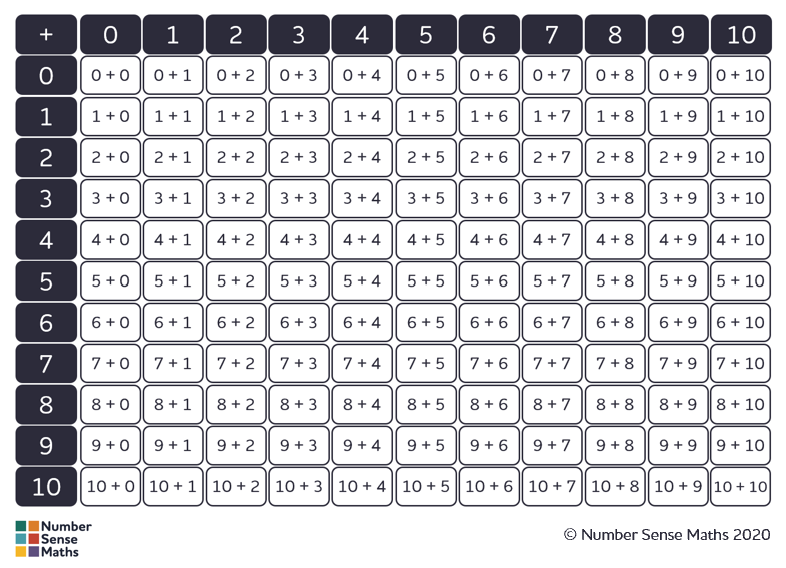 + 0 1 2 3 4 5 6 7 8 9 10
0 0 + 0 0 + 1 0 + 2 0 + 3 0 + 4 0 + 5 0 + 6 0 + 7 0 + 8 0 + 9 0 + 10
1 1 + 0 1 + 1 1 + 2 1 + 3 1 + 4 1 + 5 1 + 6 1 + 7 1 + 8 1 + 9 1 + 10
2 2 + 0 2 + 1 2 + 2 2 + 3 2 + 4 2 + 5 2 + 6 2 + 7 2 + 8 2 + 9 2 + 10
3 3 + 0 3 + 1 3 + 2 3 + 3 3 + 4 3 + 5 3 + 6 3 + 7 3 + 8 3 + 9 3 + 10
4 4 + 0 4 + 1 4 + 2 4 + 3 4 + 4 4 + 5 4 + 6 4 + 7 4 + 8 4 + 9 4 + 10
5 5 + 0 5 + 1 5 + 2 5 + 3 5 + 4 5 + 5 5 + 6 5 + 7 5 + 8 5 + 9 5 + 10
6 6 + 0 6 + 1 6 + 2 6 + 3 6 + 4 6 + 5 6 + 6 6 + 7 6 + 8 6 + 9 6 + 10
7 7 + 0 7 + 1 7 + 2 7 + 3 7 + 4 7 + 5 7 + 6 7 + 7 7 + 8 7 + 9 7 + 10
8 8 + 0 8 + 1 8 + 2 8 + 3 8 + 4 8 + 5 8 + 6 8 + 7 8 + 8 8 + 9 8 + 10
9 9 + 0 9 + 1 9 + 2 9 + 3 9 + 4 9 + 5 9 + 6 9 + 7 9 + 8 9 + 9 9 + 10
10 10 + 0 10 + 1 10 + 2 10 + 3 10 + 4 10 + 5 10 + 6 10 + 7 10 + 8 10 + 9 10 + 10
Number
Sense
Maths
© Number Sense Maths 2020